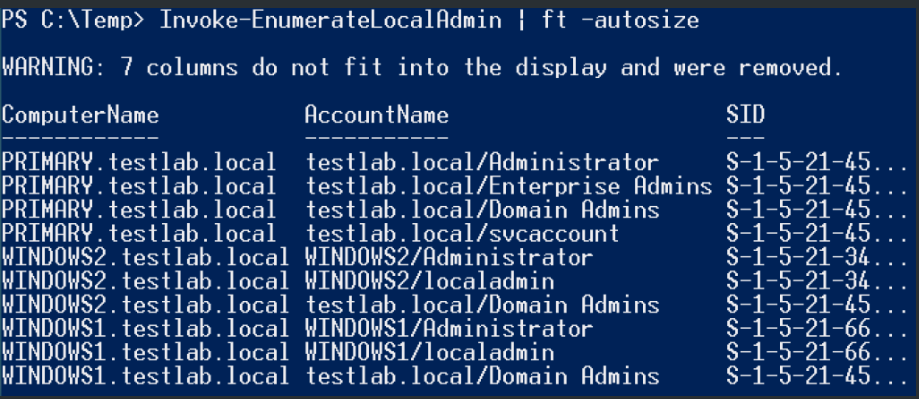 PS C:\Temp> Invoke-EnumerateLocalAdmin | ft -autosize
WARNING: 7 columns do not fit into the display and were removed.
ComputerName AccountName SID
------------ ----------- ---
PRIMARY.testlab.local testlab.local/Administrator S-1-5-21-45...
PRIMARY.testlab.local testlab.local/Enterprise Admins S-1-5-21-45...
PRIMARY.testlab.local testlab.local/Domain Admins S-1-5-21-45...
PRIMARY.testlab.local testlab.local/svcaccount S-1-5-21-45...
WINDOWS2.testlab.local WINDOWS2/Administrator S-1-5-21-34...
WINDOWS2.testlab.local WINDOWS2/localadmin S-1-5-21-34...
WINDOWS2.testlab.local testlab.local/Domain Admins S-1-5-21-45...
WINDOWS1.testlab.local WINDOWS1/Administrator S-1-5-21-66...
WINDOWS1.testlab.local WINDOWS1/localadmin S-1-5-21-66...
WINDOWS1.testlab.local testlab.local/Domain Admins S-1-5-21-45...